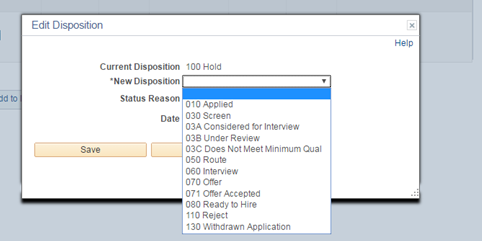 Edit Disposition
Help
Current Disposition 100 Hold
*New Disposition
Status Reason
010 Applied
030 Screen
03A Considered for Interview
Date
03B Under Review
03C Does Not Meet Minimum Qual
Save
050 Route
060 Interview
070 Offer
071 Offer Accepted
080 Ready to Hire
110 Reject
130 Withdrawn Application